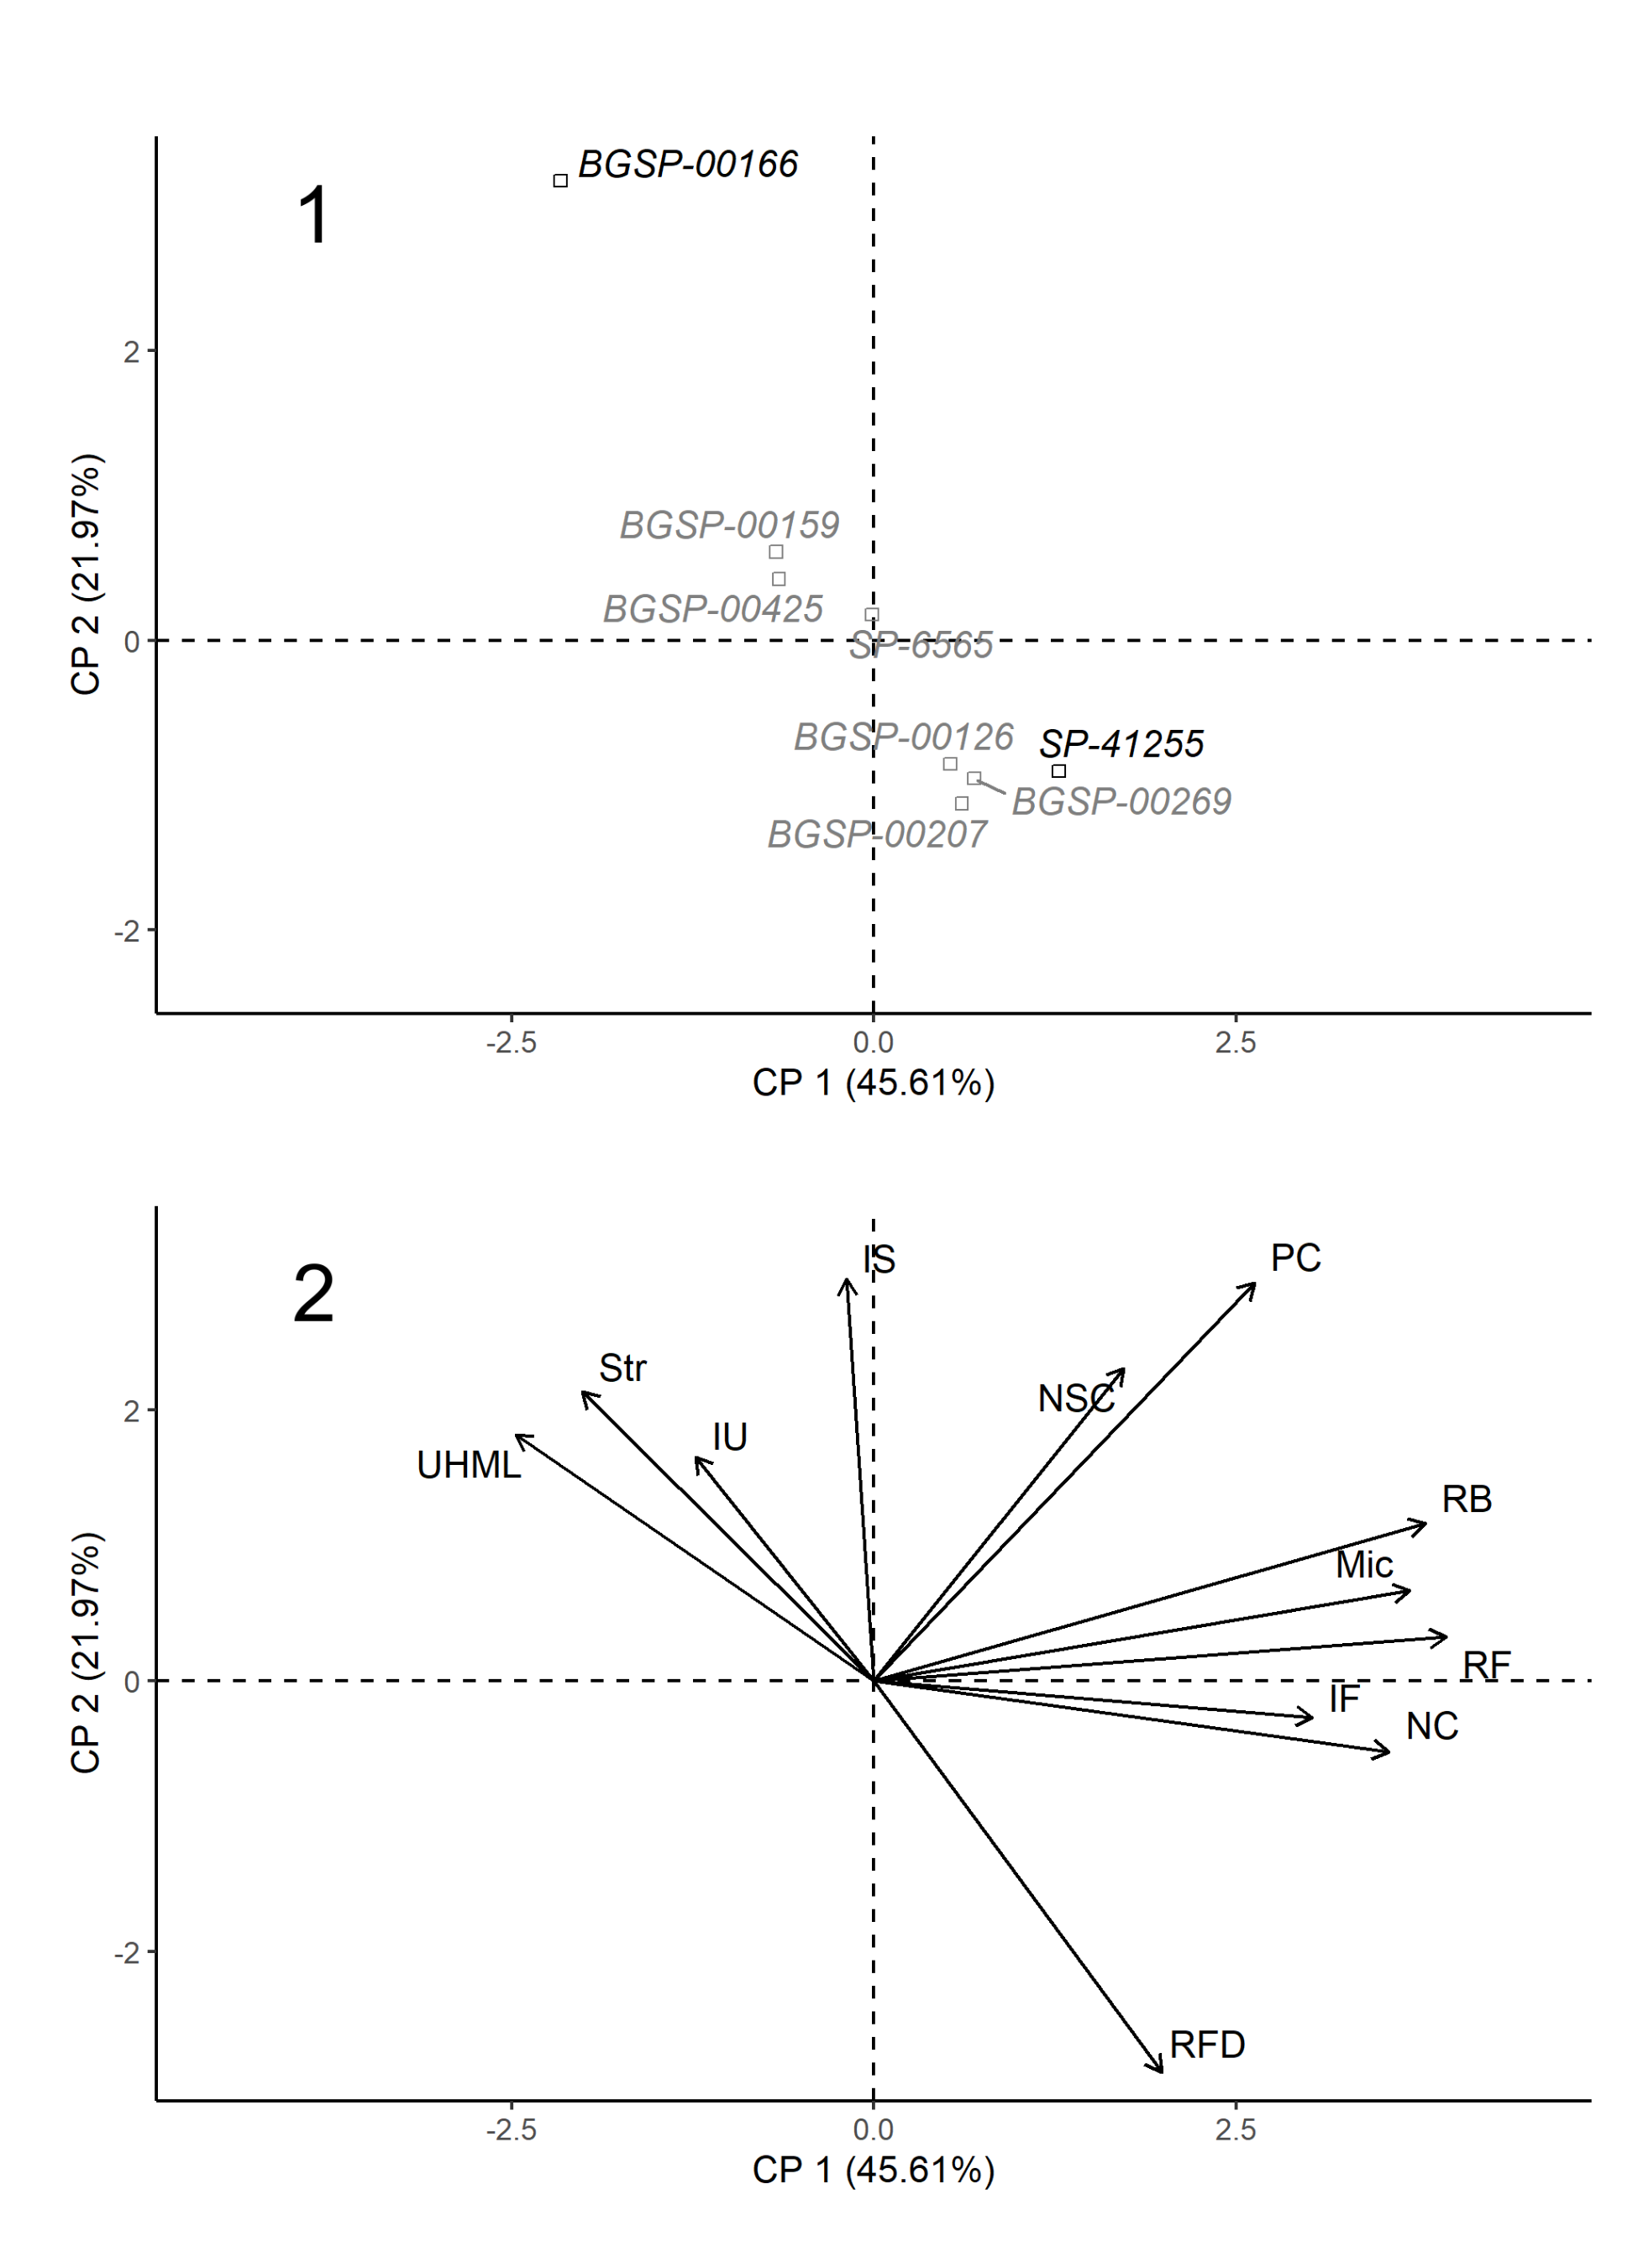 1
BGSP-00166
2
BGSP-00159
BGSP-00425
0
SP-6565
BGSP-00126
SP-41255
BGSP-00269
BGSP-00207
-2
CP 2 (21.97%)
-2.5 0.0 2.5
CP 1 (45.61%)
2
IS
PC
Str
NSC
2
IU
UHML
RB
Mic
RF
0
IF
NC
-2
RFD
CP 2 (21.97%)
-2.5 0.0 2.5
CP 1 (45.61%)